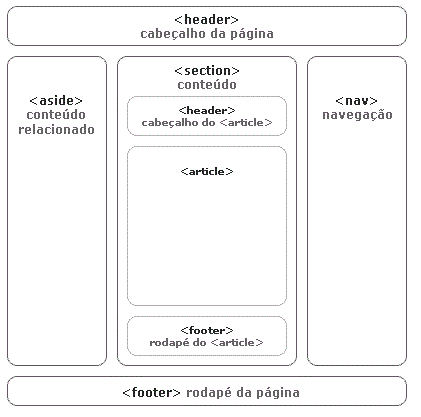 <header>
cabeçalho da página
<aside>
conteúdo
relacionado
<section>
conteúdo
<header>
cabeçalho do <article>
<article>
<footer>
rodapé do <article>
<nav>
navegação
<footer> rodapé da página